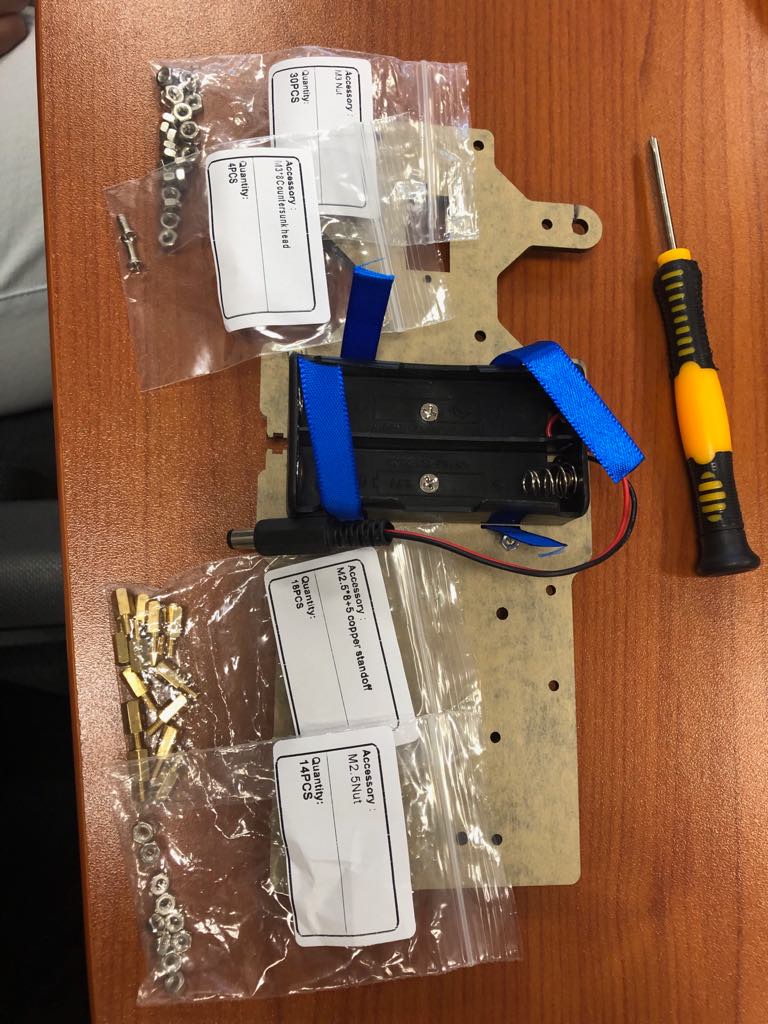 Accessory :
M3 Nut
Quantity:
30PCS
Accessory :
M3*8Countersunk head
Quantity:
4PCS
Accessory :
M2.5*8+5 copper standoff
Quantity:
18PCS
Accessory :
M2.5Nut
Quantity:
14PCS